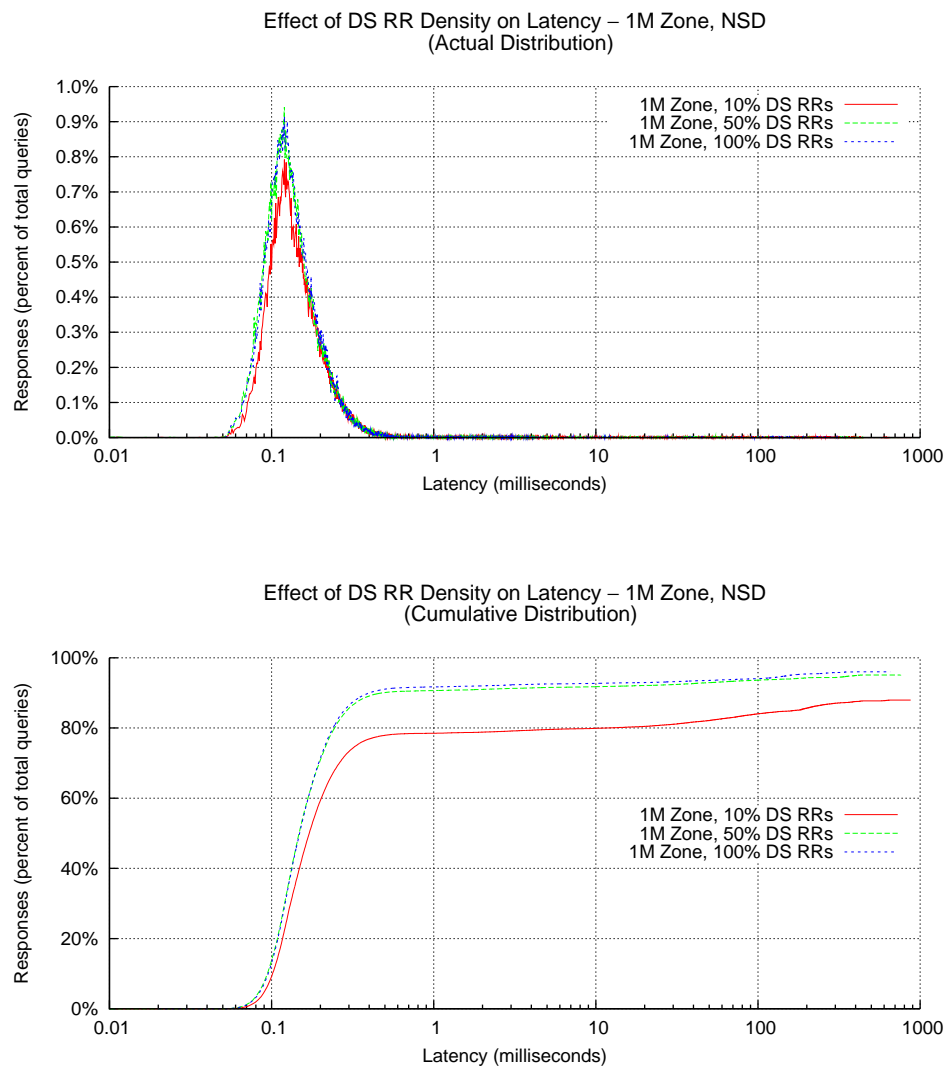 Effect of DS RR Density on Latency – 1M Zone, NSD
(Actual Distribution)
Responses (percent of total queries)
1.0%
0.9%
0.8%
0.7%
0.6%
0.5%
0.4%
0.3%
0.2%
0.1%
0.0%
1M Zone, 10% DS RRs
1M Zone, 50% DS RRs
1M Zone, 100% DS RRs
0.01 0.1 1 10 100 1000
Latency (milliseconds)
Effect of DS RR Density on Latency – 1M Zone, NSD
(Cumulative Distribution)
Responses (percent of total queries)
100%
80%
60%
40%
20%
0%
1M Zone, 10% DS RRs
1M Zone, 50% DS RRs
1M Zone, 100% DS RRs
0.01 0.1 1 10 100 1000
Latency (milliseconds)